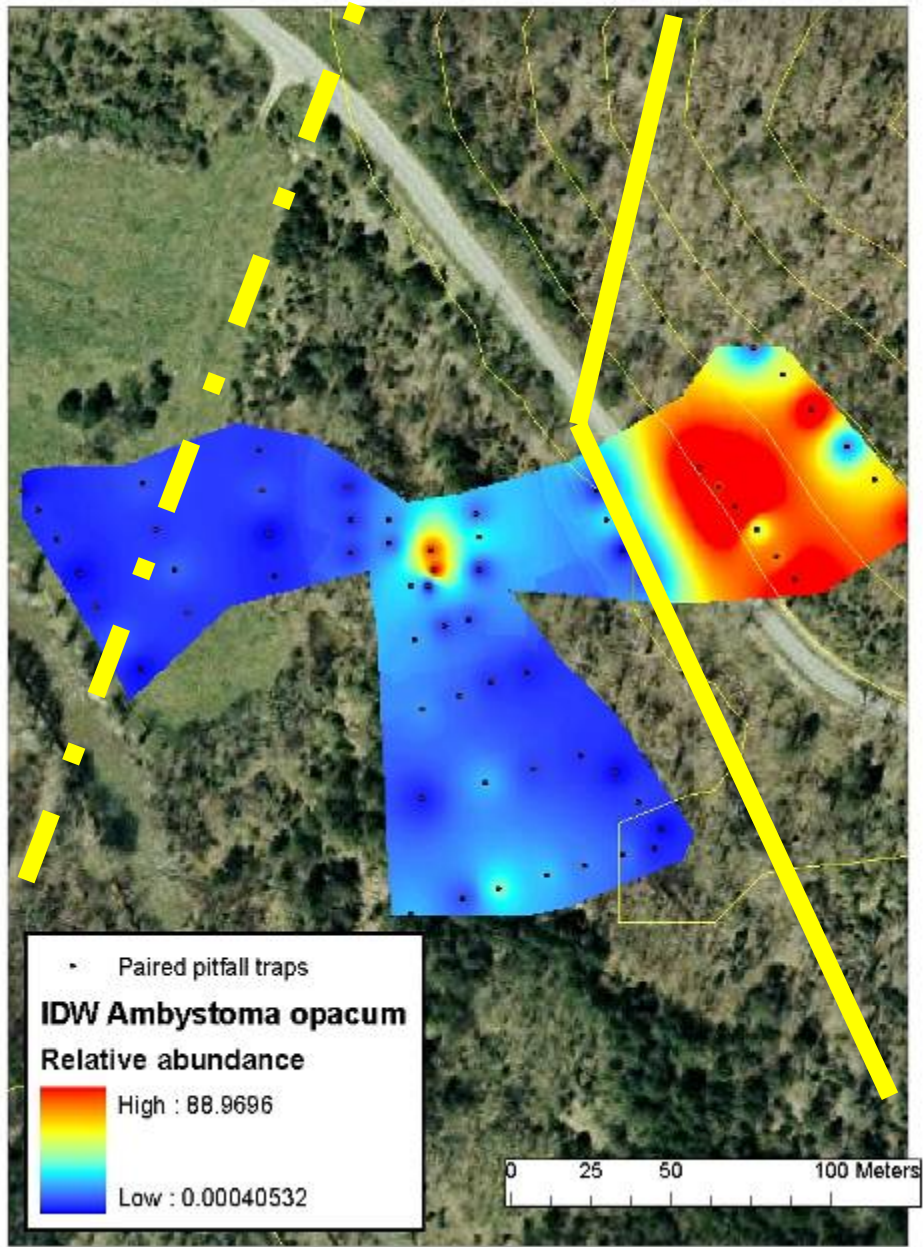 Paired pitfall traps
IDW Ambystoma opacum
Relative abundance
High : 88.9696
Low : 0.00040532
0 25 50 100 Meters